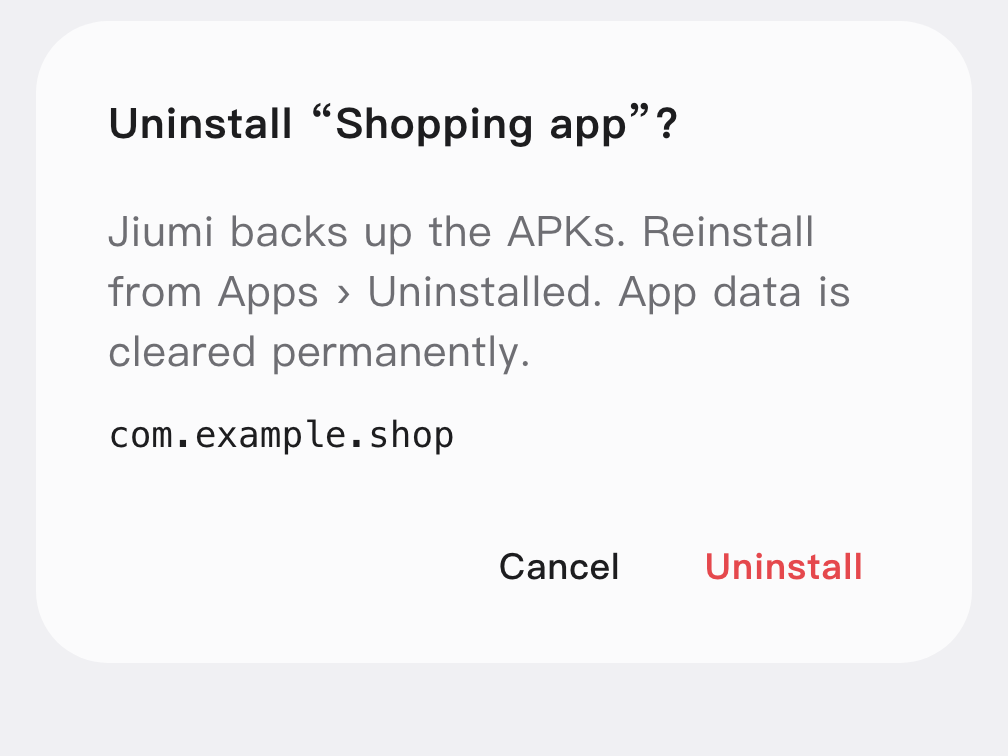 Uninstall “Shopping app”?
Jiumi backs up the APKs. Reinstall
from Apps › Uninstalled. App data is
cleared permanently.
com.example.shop
Cancel Uninstall